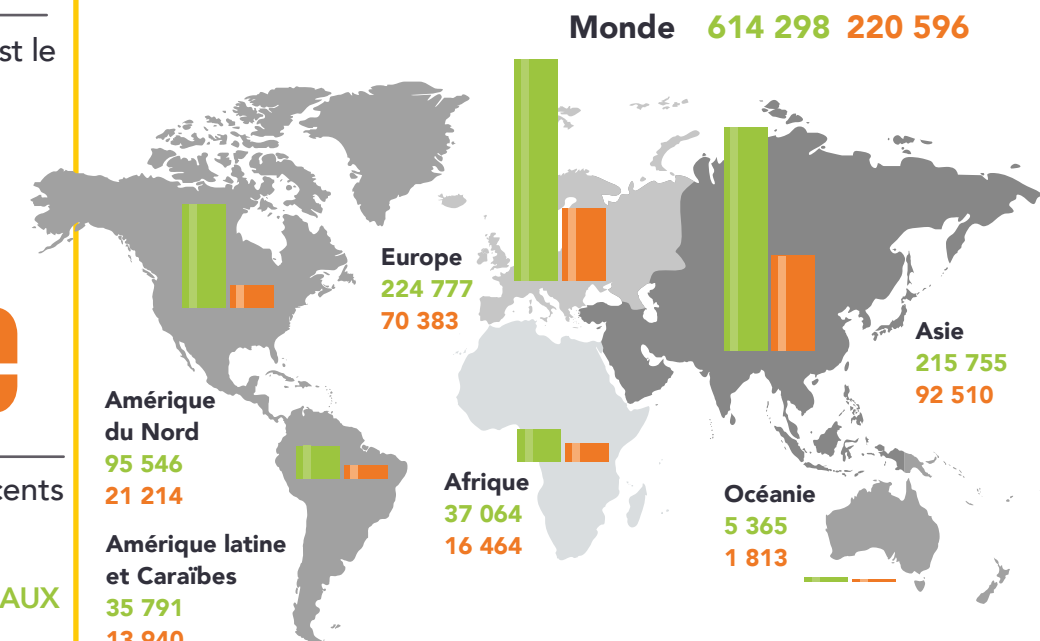 st le
cents
AUX
Monde 614 298 220 596
Europe
224 777
70 383
Asie
215 755
92 510
Amérique
du Nord
95 546
21 214
Afrique
37 064
16 464
Océanie
5 365
1 813
Amérique latine
et Caraïbes
35 791
13 940